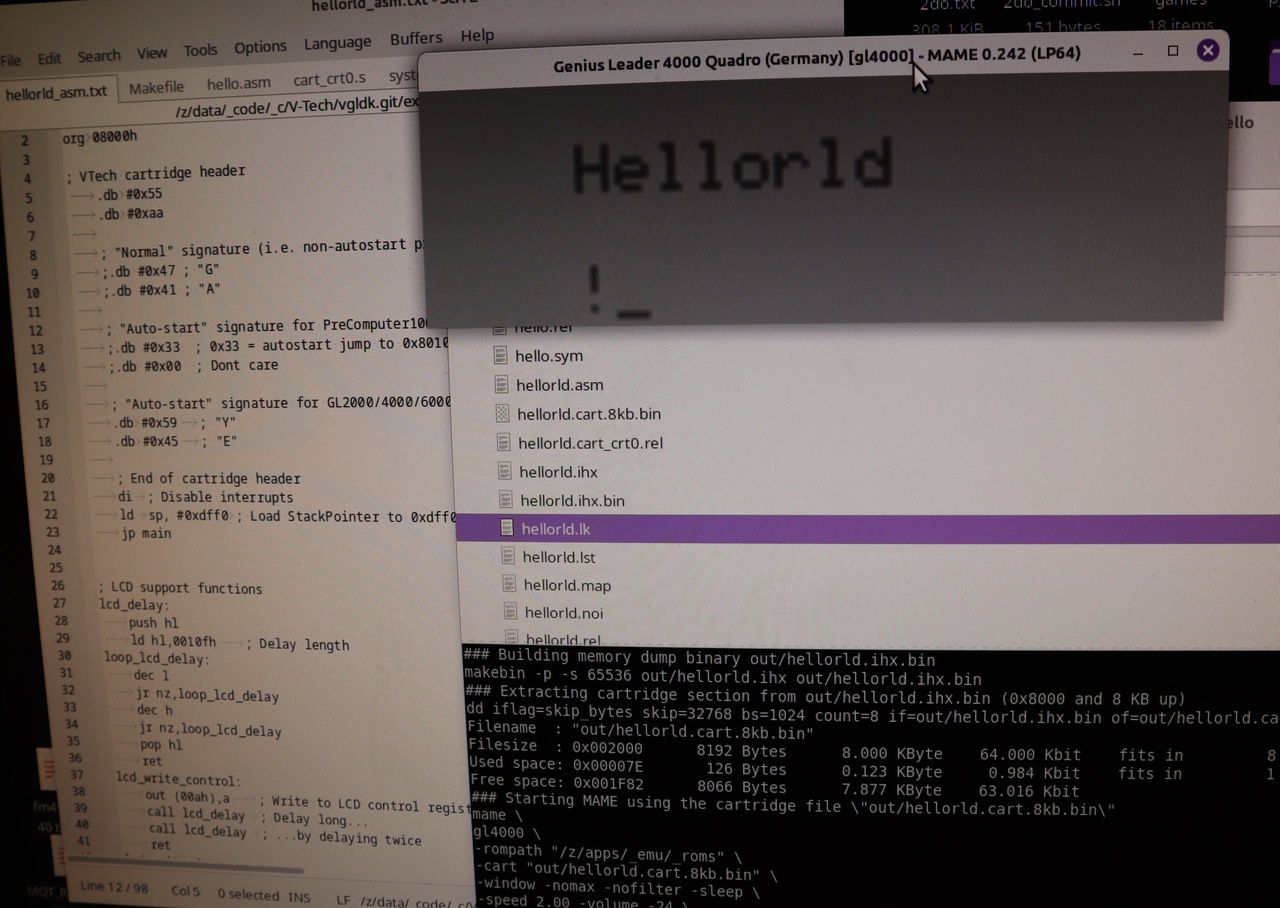 hellorld_asm.txt - SciTE
File Edit Search View Tools Options Language Buffers Help
hellorld_asm.txt Makefile hello.asm cart_crt0.s syst
/z/data/_code/_c/V-Tech/vgldk.git/ex
2 org 08000h
3
4 ; VTech cartridge header
5 .db #0x55
6 .db #0xaa
7
8 ; "Normal" signature (i.e. non-autostart p
9 ;.db #0x47 ; "G"
10 ;.db #0x41 ; "A"
11
12 ; "Auto-start" signature for PreComputer100
13 ;.db #0x33 ; 0x33 = autostart jump to 0x8010
14 ;.db #0x00 ; Dont care
15
16 ; "Auto-start" signature for GL2000/4000/6000
17 .db #0x59 ; "Y"
18 .db #0x45 ; "E"
19
20 ; End of cartridge header
21 di ; Disable interrupts
22 ld sp, #0xdff0 ; Load StackPointer to 0xdff0
23 jp main
24
25
26 ; LCD support functions
27 lcd_delay:
28 push hl
29 ld hl,0010fh ; Delay length
30 loop_lcd_delay:
31 dec l
32 jr nz,loop_lcd_delay
33 dec h
34 jr nz,loop_lcd_delay
35 pop hl
36 ret
37 lcd_write_control:
38 out (00ah),a ; Write to LCD control regist
39 call lcd_delay ; Delay long...
40 call lcd_delay ; ...by delaying twice
41 ret
Line 12 / 98 Col 5 0 selected INS LF /z/data/_code/_c/V
2do.txt 2do_commit.sh games
308.1 KiB 151 bytes 18 items
Genius Leader 4000 Quadro (Germany) [gl4000] - MAME 0.242 (LP64)
Hellorld
!_
ello
hello.rel
hello.sym
hellorld.asm
hellorld.cart.8kb.bin
hellorld.cart_crt0.rel
hellorld.ihx
hellorld.ihx.bin
hellorld.lk
hellorld.lst
hellorld.map
hellorld.noi
hellorld.rel
### Building memory dump binary out/hellorld.ihx.bin
makebin -p -s 65536 out/hellorld.ihx out/hellorld.ihx.bin
### Extracting cartridge section from out/hellorld.ihx.bin (0x8000 and 8 KB up)
dd iflag=skip_bytes skip=32768 bs=1024 count=8 if=out/hellorld.ihx.bin of=out/hellorld.ca
Filename : "out/hellorld.cart.8kb.bin"
Filesize : 0x002000 8192 Bytes 8.000 KByte 64.000 Kbit fits in 8
Used space: 0x00007E 126 Bytes 0.123 KByte 0.984 Kbit fits in 1
Free space: 0x001F82 8066 Bytes 7.877 KByte 63.016 Kbit
### Starting MAME using the cartridge file \"out/hellorld.cart.8kb.bin\"
mame \
gl4000 \
-rompath "/z/apps/_emu/_roms" \
-cart "out/hellorld.cart.8kb.bin" \
-window -nomax -nofilter -sleep \
-speed 2.00 -volume -24 \